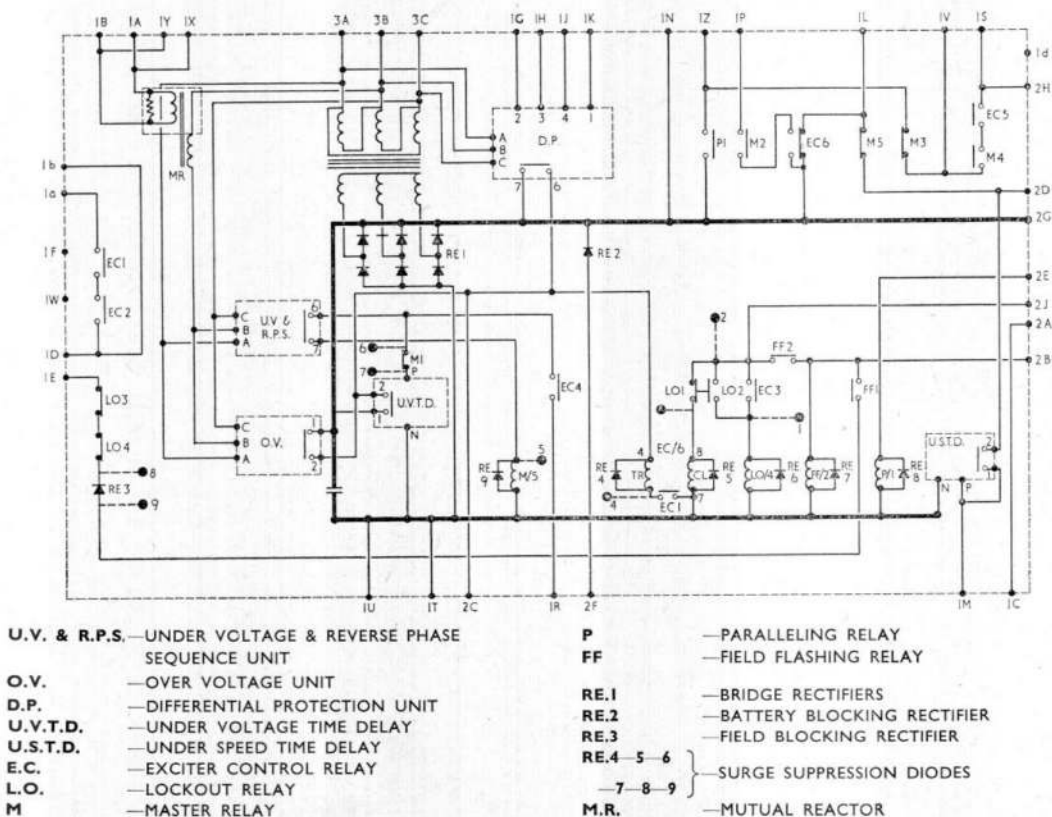 1B 1A 1Y 1X 3A 3B 3C 1G 1H 1J 1K 1N 1Z 1P 1L 1V 1S
1d
2H
2 3 4 1
EC5
A
B
C
D.P.
P1 M2 EC6 M5 M3
M4
MR
1b
7 6
1a
2D
2G
RE1
RE2
1F
EC1
2E
1W
EC2
2J
C
B
A
U.V. &
R.P.S.
6
7
2
2A
6
M1
FF2
1D
7
P
2B
1E
2
1
U.V.T.D.
EC4
LO1 LO2 EC3
FF1
LO3
C
B
A
O.V.
1
2
N
1
U.S.T.D.
2
1
LO4
8
5
4 EC/6 8
RE
9
M/5
RE
4
TR
CL
RE
5
LO/4
RE
6
FF/2
RE
7
P/1
RE
8
N P
RE3
9
4
EC1
7
1U 1T 2C 1R 2F 1M 1C
U.V. & R.P.S.—UNDER VOLTAGE & REVERSE PHASE
SEQUENCE UNIT
O.V. —OVER VOLTAGE UNIT
D.P. —DIFFERENTIAL PROTECTION UNIT
U.V.T.D. —UNDER VOLTAGE TIME DELAY
U.S.T.D. —UNDER SPEED TIME DELAY
E.C. —EXCITER CONTROL RELAY
L.O. —LOCKOUT RELAY
M —MASTER RELAY
P —PARALLELING RELAY
FF —FIELD FLASHING RELAY
RE.1 —BRIDGE RECTIFIERS
RE.2 —BATTERY BLOCKING RECTIFIER
RE.3 —FIELD BLOCKING RECTIFIER
RE.4—5—6
—7—8—9
—SURGE SUPPRESSION DIODES
M.R. —MUTUAL REACTOR